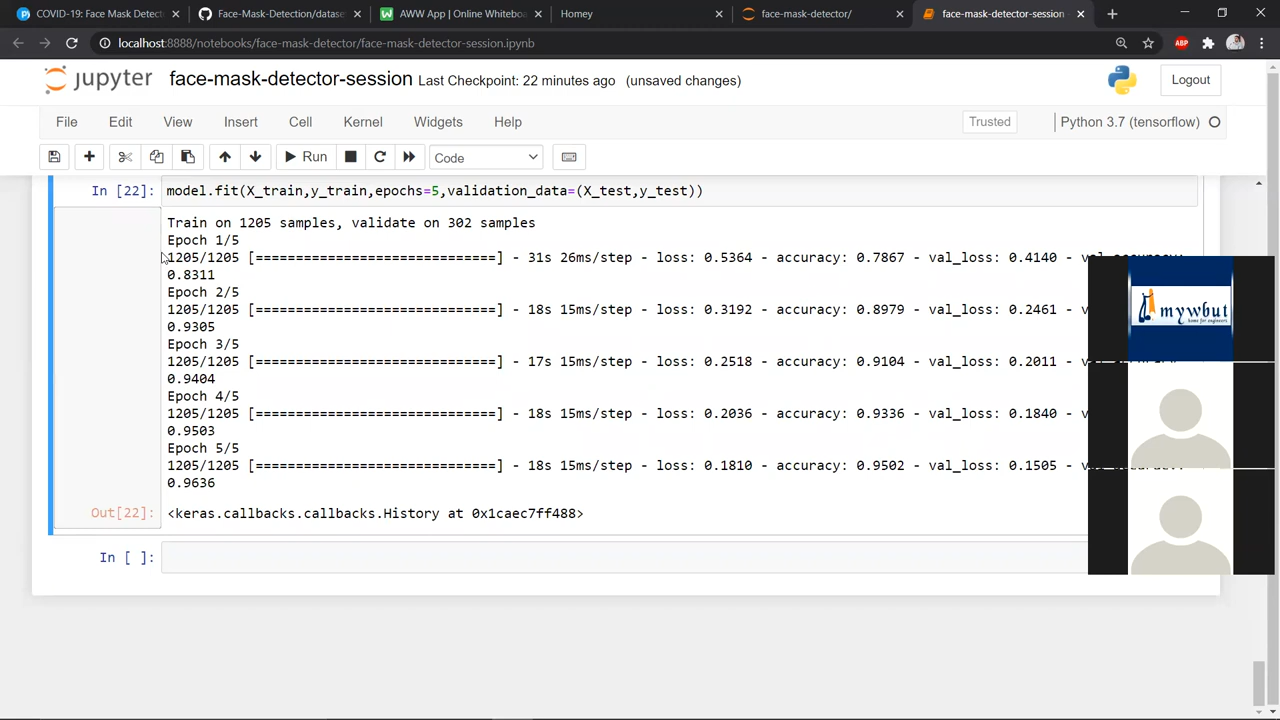 COVID-19: Face Mask Detec
Face-Mask-Detection/datase
AWW App | Online Whiteboa
Homey
face-mask-detector/
face-mask-detector-session
localhost:8888/notebooks/face-mask-detector/face-mask-detector-session.ipynb
ABP
jupyter face-mask-detector-session Last Checkpoint: 22 minutes ago (unsaved changes)
Logout
File Edit View Insert Cell Kernel Widgets Help
Trusted
Python 3.7 (tensorflow)
Run
Code
In [22]: model.fit(X_train,y_train,epochs=5,validation_data=(X_test,y_test))
Train on 1205 samples, validate on 302 samples
Epoch 1/5
1205/1205 [==============================] - 31s 26ms/step - loss: 0.5364 - accuracy: 0.7867 - val_loss: 0.4140 -
0.8311
Epoch 2/5
1205/1205 [==============================] - 18s 15ms/step - loss: 0.3192 - accuracy: 0.8979 - val_loss: 0.2461 -
0.9305
Epoch 3/5
1205/1205 [==============================] - 17s 15ms/step - loss: 0.2518 - accuracy: 0.9104 - val_loss: 0.2011 -
0.9404
Epoch 4/5
1205/1205 [==============================] - 18s 15ms/step - loss: 0.2036 - accuracy: 0.9336 - val_loss: 0.1840 -
0.9503
Epoch 5/5
1205/1205 [==============================] - 18s 15ms/step - loss: 0.1810 - accuracy: 0.9502 - val_loss: 0.1505 -
0.9636
Out[22]: <keras.callbacks.callbacks.History at 0x1caec7ff488>
In [ ]:
mywbut
home for engineers